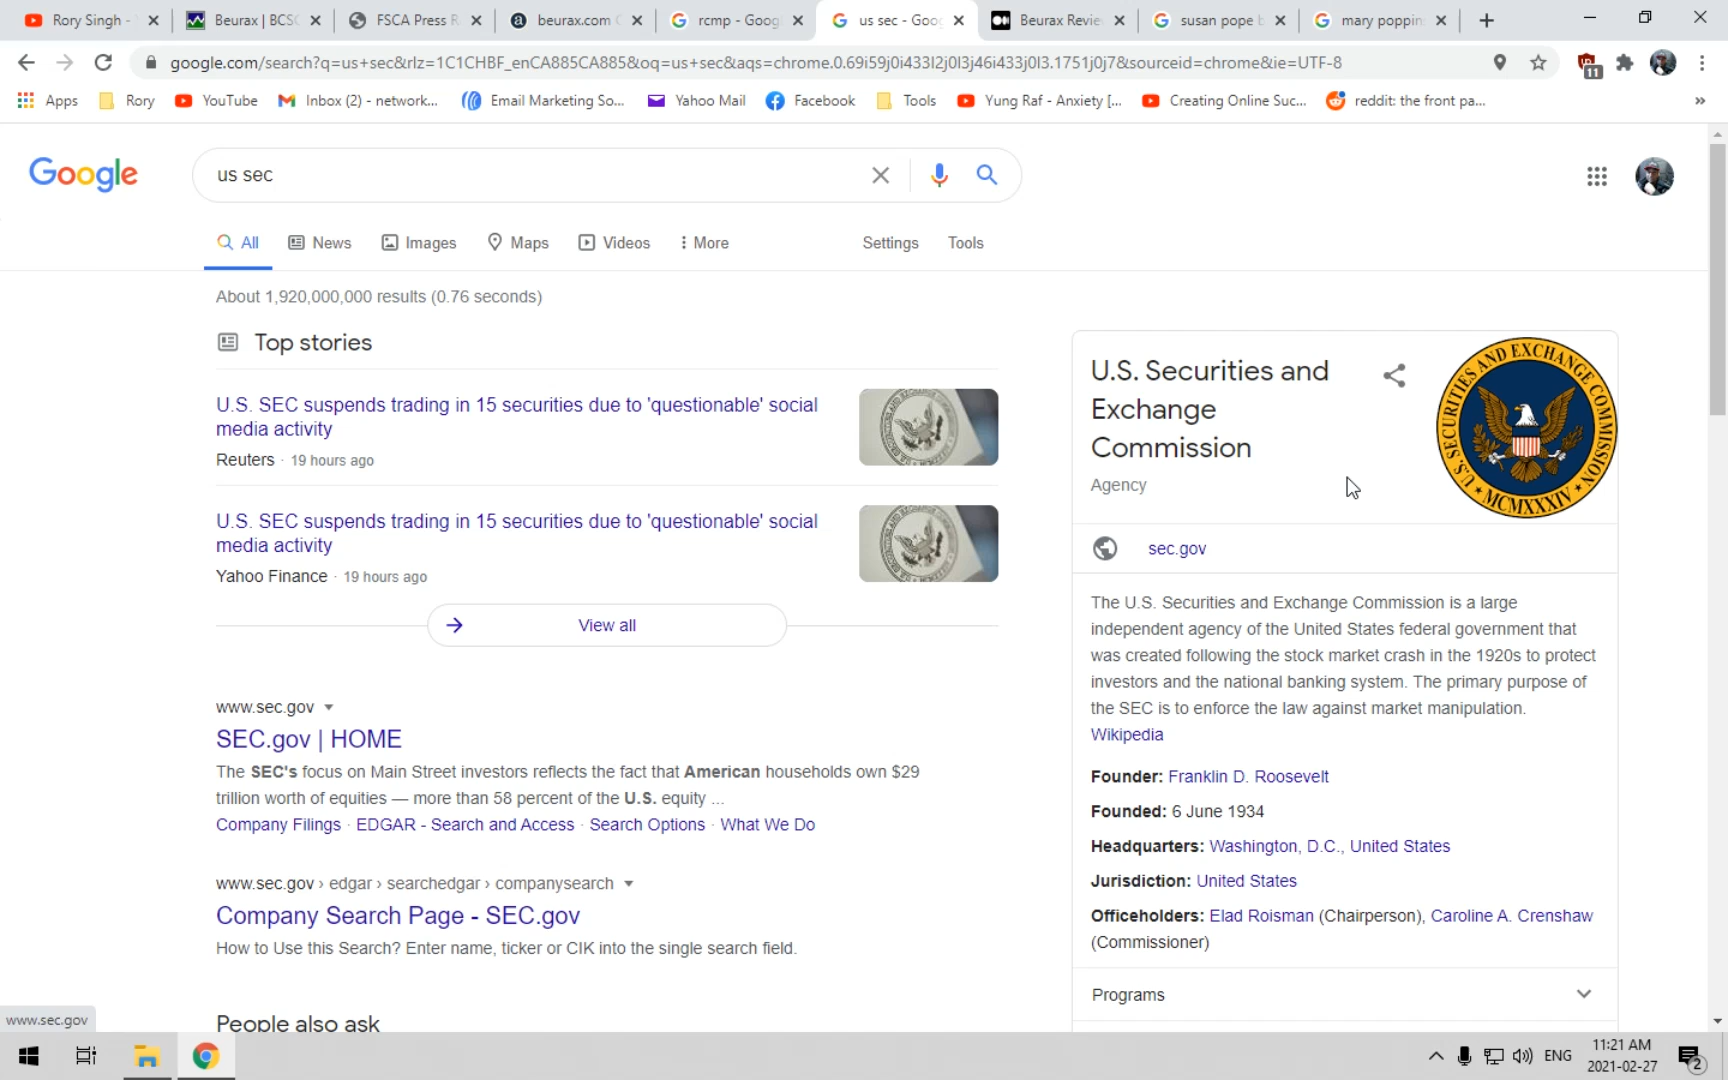 Rory Singh -
Beurax | BCSC
FSCA Press R
beurax.com
rcmp - Goog
us sec - Goo
Beurax Revie
susan pope b
mary poppin
google.com/search?q=us+sec&rlz=1C1CHBF_enCA885CA885&oq=us+sec&aqs=chrome.0.69i59j0i433l2j0l3j46i433j0l3.1751j0j7&sourceid=chrome&ie=UTF-8
11
Apps
Rory
YouTube
Inbox (2) - network...
Email Marketing So...
Yahoo Mail
Facebook
Tools
Yung Raf - Anxiety [...
Creating Online Suc...
reddit: the front pa...
»
Google
us sec
All
News
Images
Maps
Videos
More
Settings
Tools
About 1,920,000,000 results (0.76 seconds)
Top stories
U.S. SEC suspends trading in 15 securities due to 'questionable' social
media activity
Reuters · 19 hours ago
U.S. SEC suspends trading in 15 securities due to 'questionable' social
media activity
Yahoo Finance · 19 hours ago
View all
www.sec.gov
SEC.gov | HOME
The SEC's focus on Main Street investors reflects the fact that American households own $29
trillion worth of equities — more than 58 percent of the U.S. equity ...
Company Filings · EDGAR - Search and Access · Search Options · What We Do
www.sec.gov › edgar › searchedgar › companysearch
Company Search Page - SEC.gov
How to Use this Search? Enter name, ticker or CIK into the single search field.
People also ask
U.S. Securities and
Exchange
Commission
Agency
U.S. SECURITIES AND EXCHANGE COMMISSION
MCMXXXIV
sec.gov
The U.S. Securities and Exchange Commission is a large
independent agency of the United States federal government that
was created following the stock market crash in the 1920s to protect
investors and the national banking system. The primary purpose of
the SEC is to enforce the law against market manipulation.
Wikipedia
Founder: Franklin D. Roosevelt
Founded: 6 June 1934
Headquarters: Washington, D.C., United States
Jurisdiction: United States
Officeholders: Elad Roisman (Chairperson), Caroline A. Crenshaw
(Commissioner)
Programs
www.sec.gov
ENG
11:21 AM
2021-02-27
2